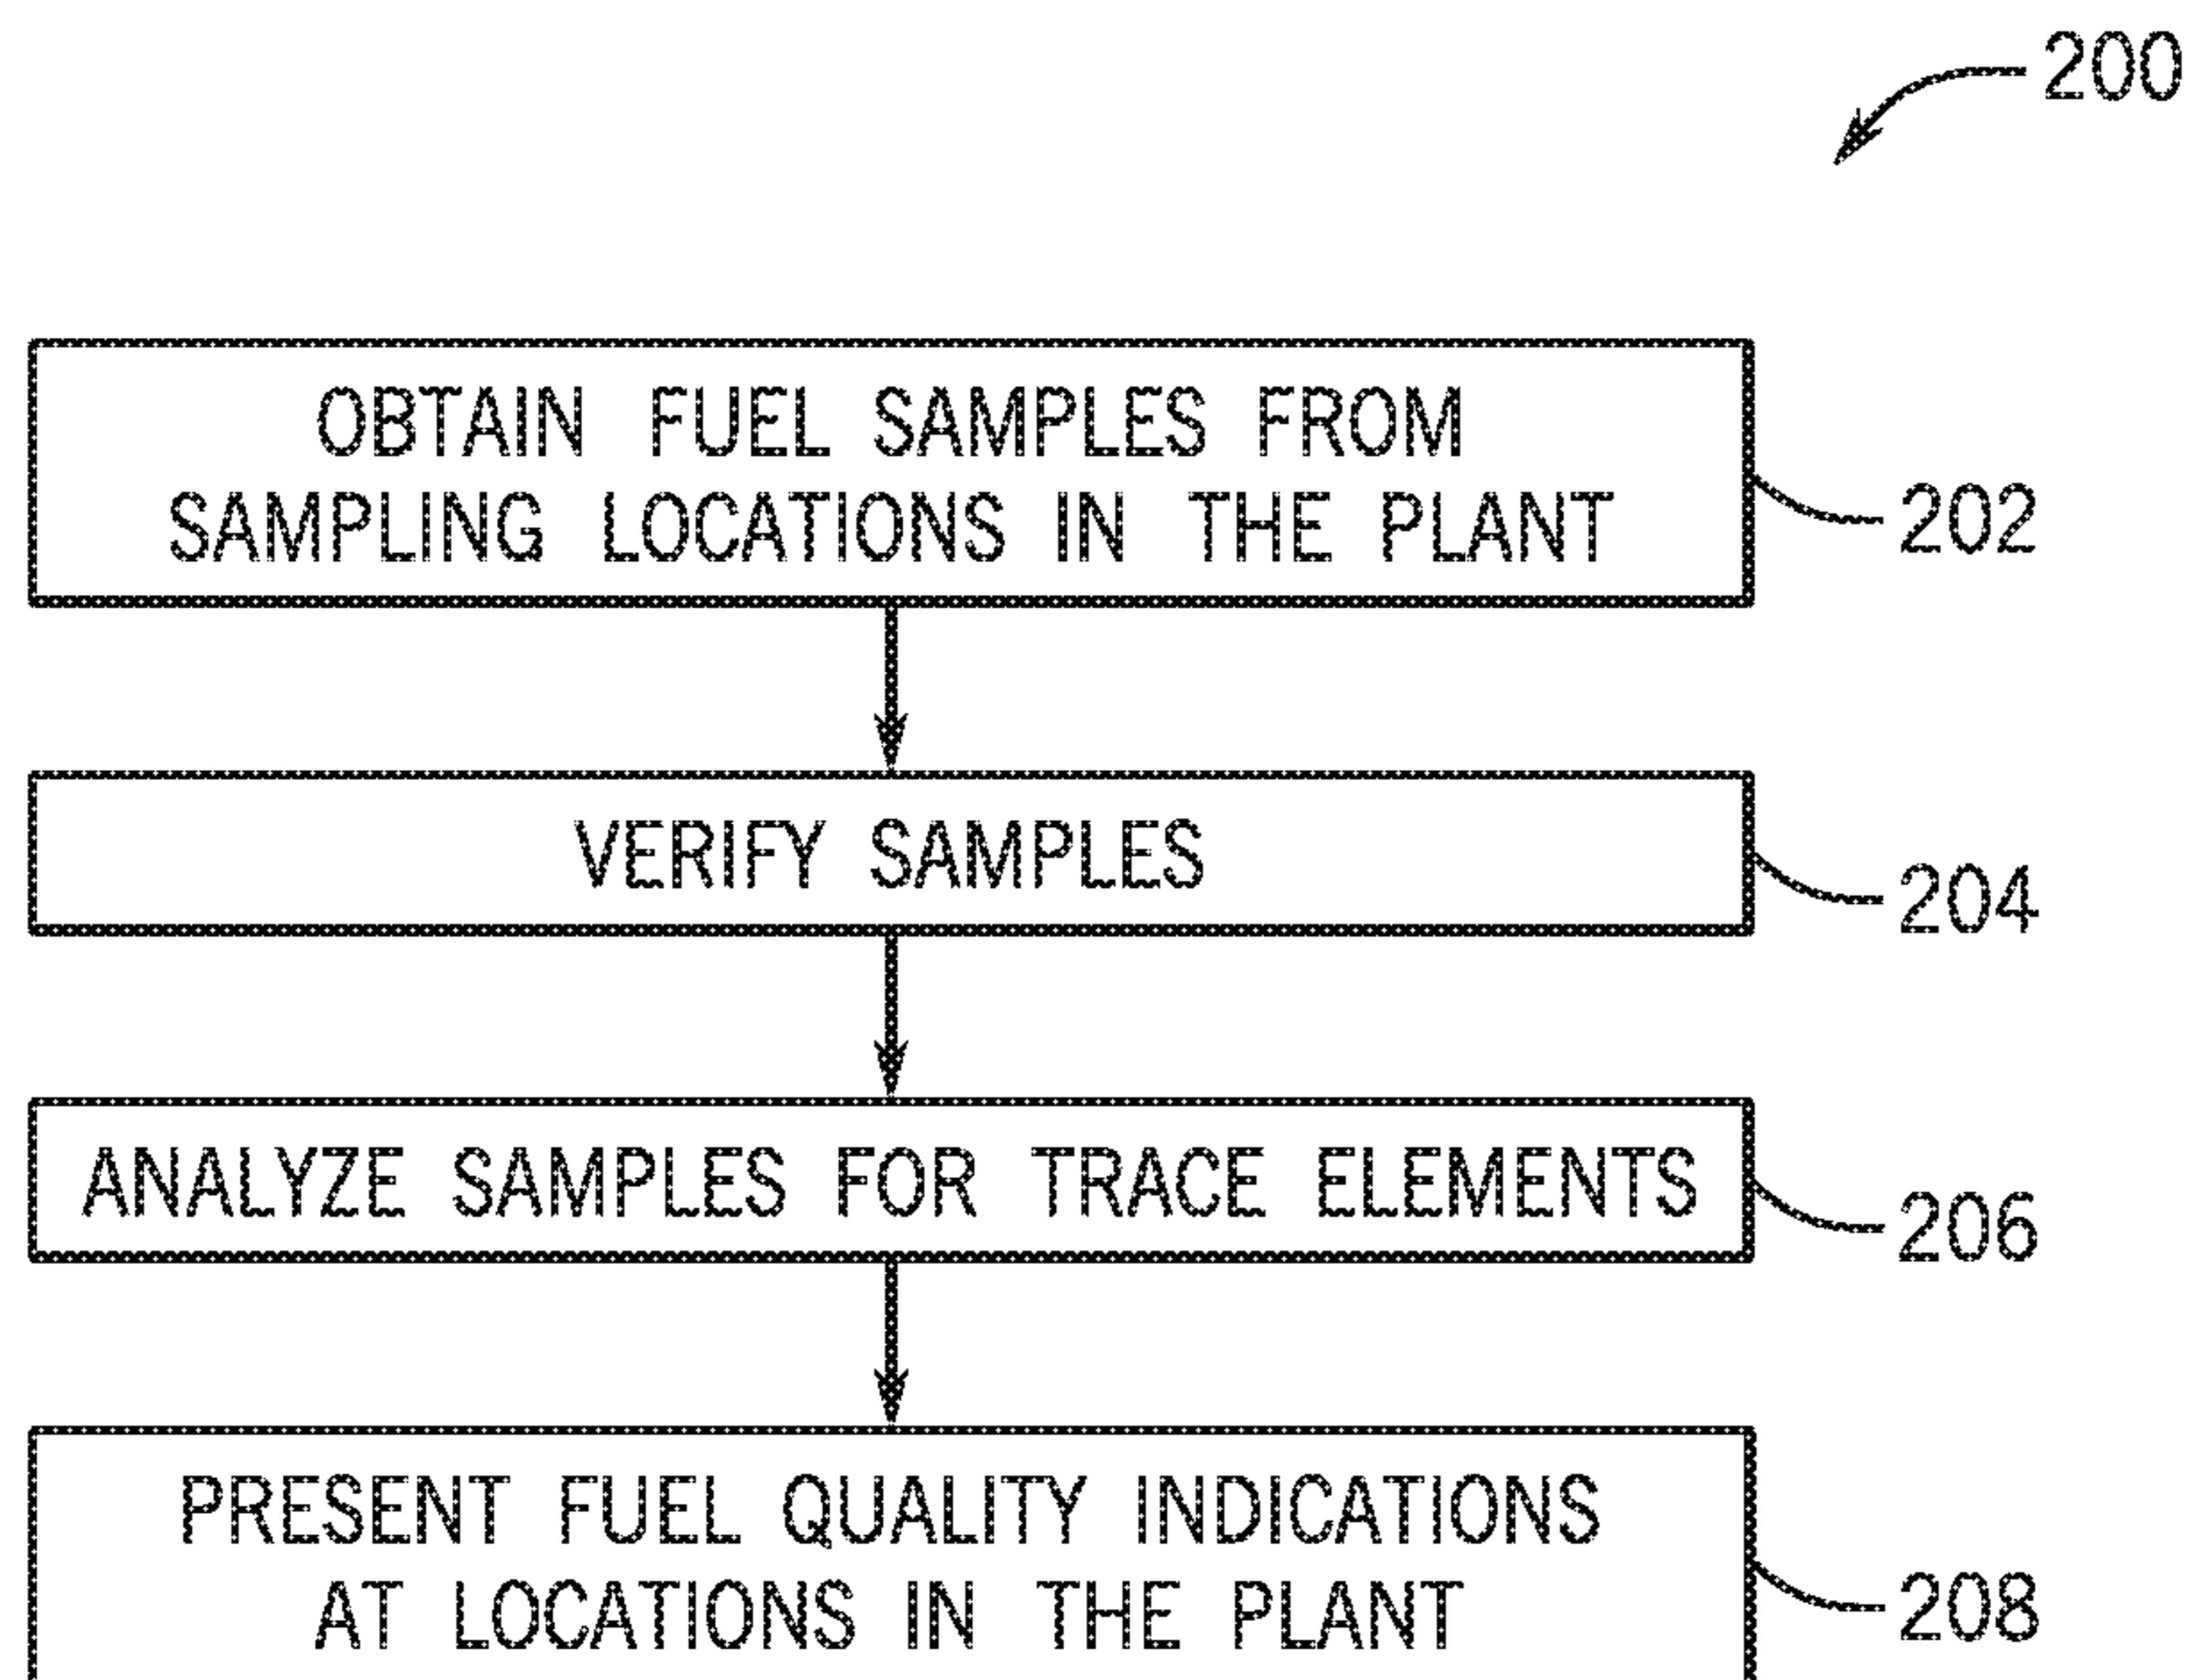 200
OBTAIN FUEL SAMPLES FROM
SAMPLING LOCATIONS IN THE PLANT
202
VERIFY SAMPLES
204
ANALYZE SAMPLES FOR TRACE ELEMENTS
206
PRESENT FUEL QUALITY INDICATIONS
AT LOCATIONS IN THE PLANT
208